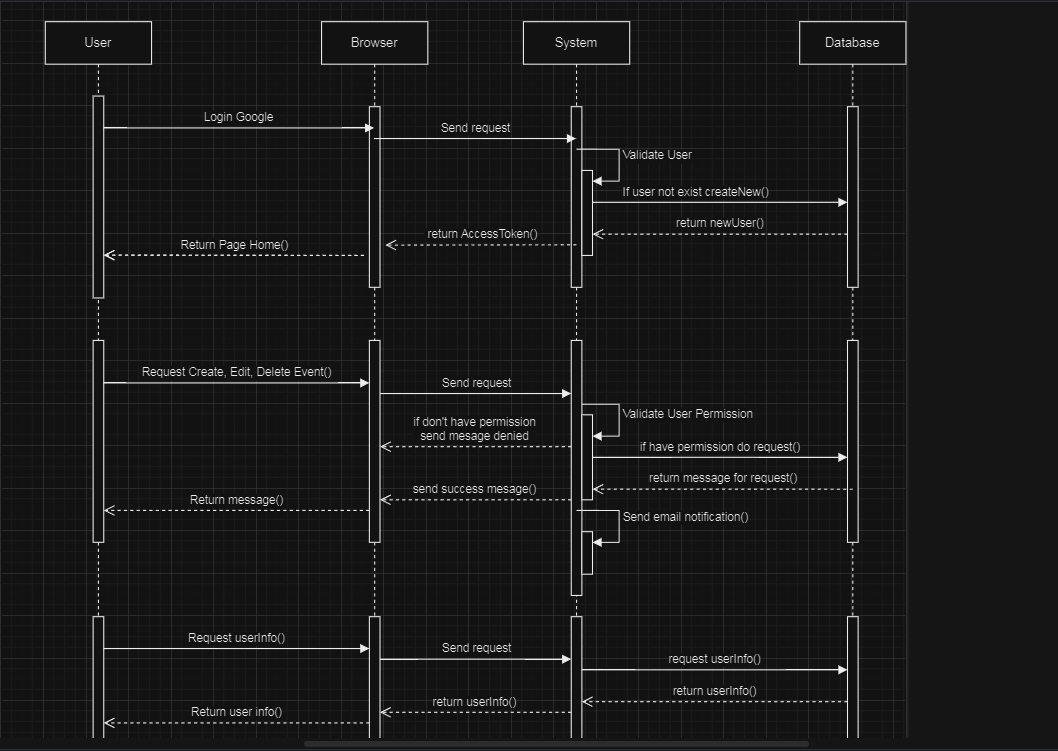 User
Browser
System
Database
Login Google
Send request
Validate User
If user not exist createNew()
return newUser()
return AccessToken()
Return Page Home()
Request Create, Edit, Delete Event()
Send request
Validate User Permission
if don't have permission
send mesage denied
if have permission do request()
return message for request()
send success mesage()
Return message()
Send email notification()
Request userInfo()
Send request
request userInfo()
return userInfo()
return userInfo()
Return user info()